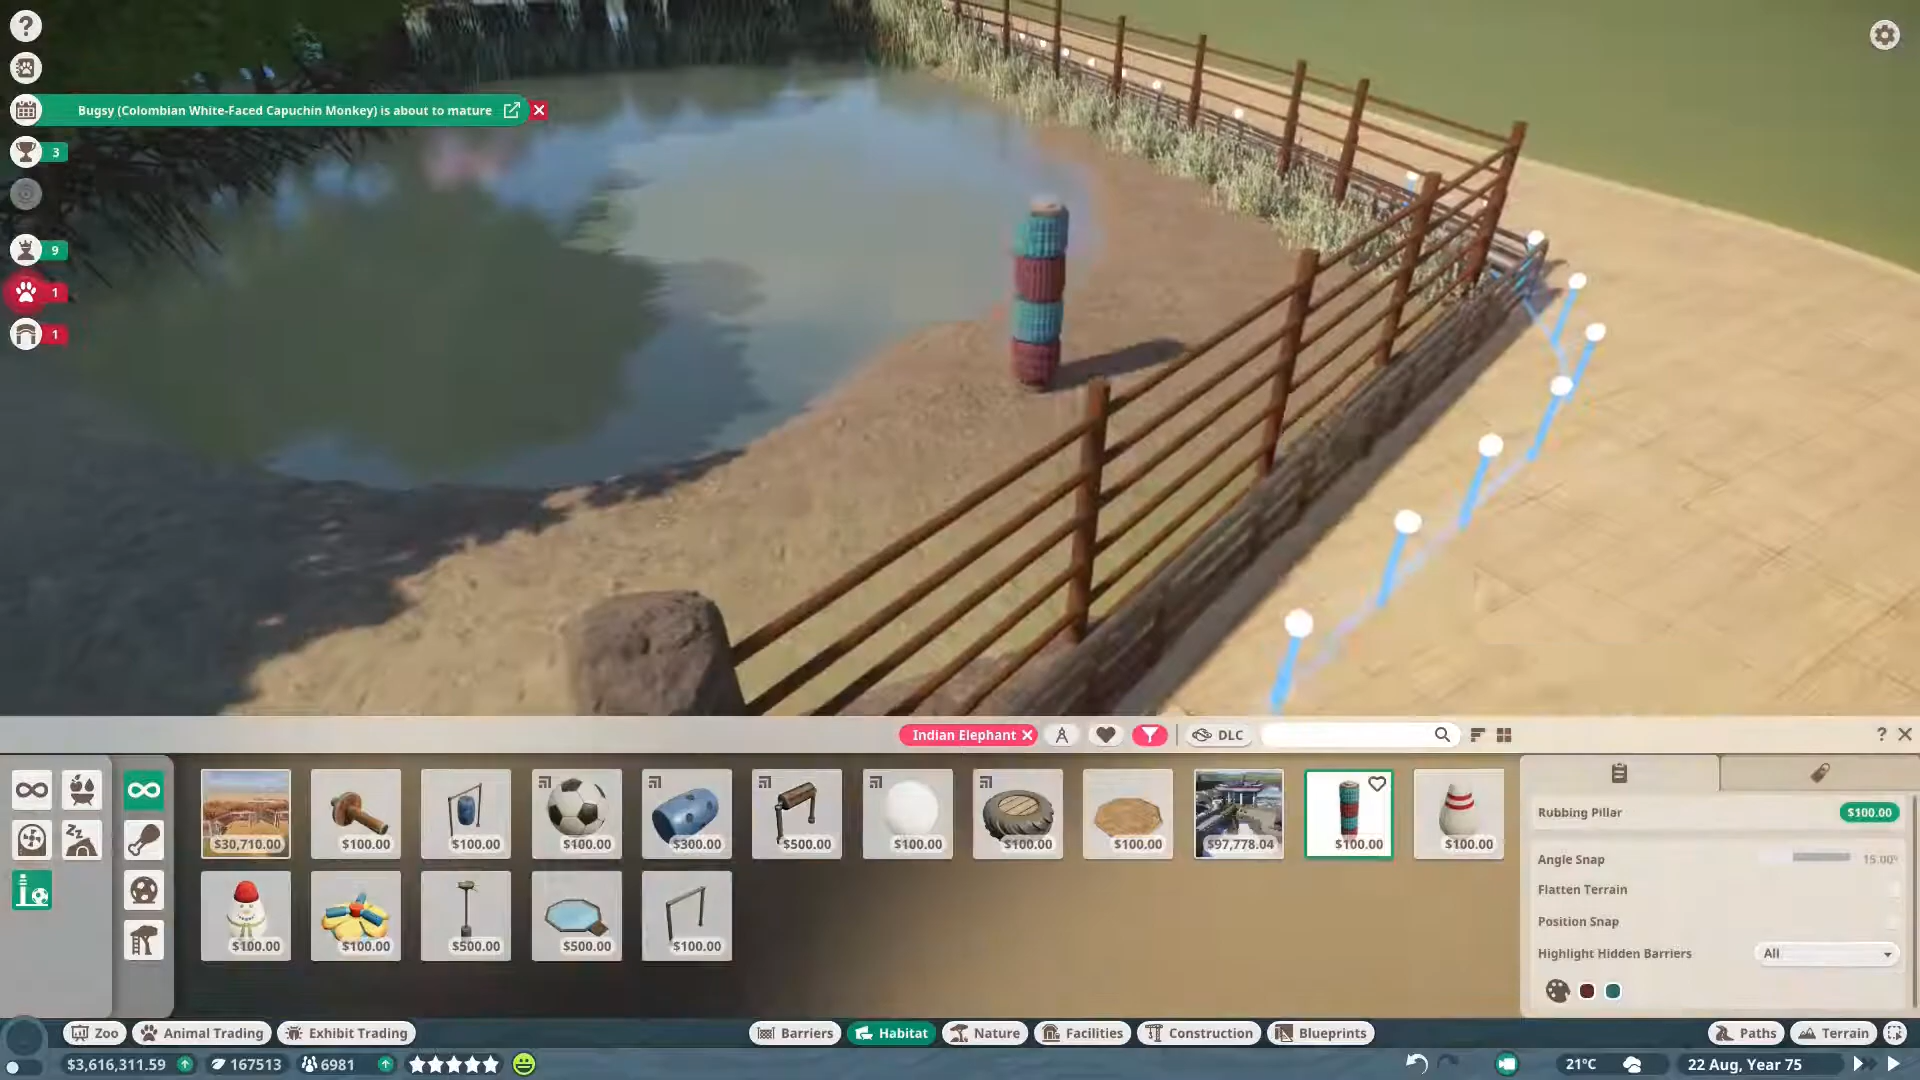 Bugsy (Colombian White-Faced Capuchin Monkey) is about to mature
3
9
1
1
Indian Elephant
DLC
$30,710.00
$100.00
$100.00
$100.00
$300.00
$500.00
$100.00
$100.00
$100.00
$97,778.04
$100.00
$100.00
$100.00
$100.00
$500.00
$500.00
$100.00
Rubbing Pillar
$100.00
Angle Snap
15.00°
Flatten Terrain
Position Snap
Highlight Hidden Barriers
All
Zoo
Animal Trading
Exhibit Trading
Barriers
Habitat
Nature
Facilities
Construction
Blueprints
Paths
Terrain
$3,616,311.59
167513
6981
21°C
22 Aug, Year 75